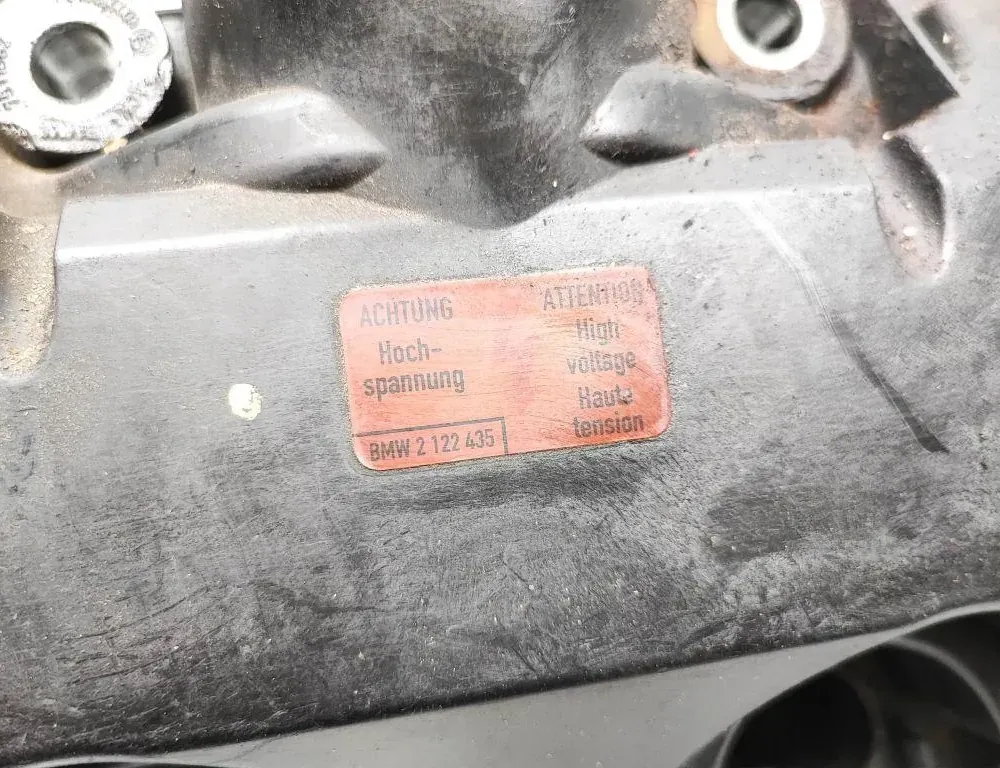 ACHTUNG
Hoch-
spannung
BMW 2 122 435
ATTENTION
High
voltage
Haute
tension